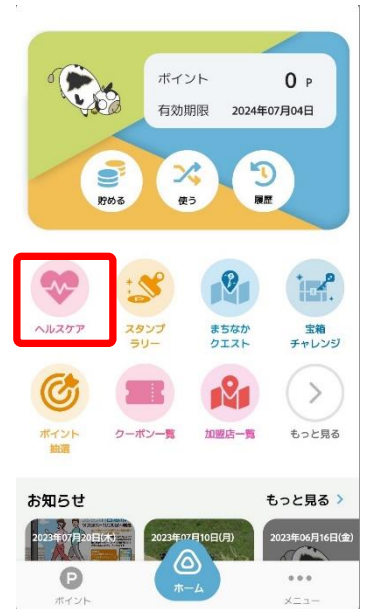 ポイント 0 P
有効期限 2024年07月04日
貯める 使う 履歴
ヘルスケア
スタンプ
ラリー
まちなか
クエスト
宝箱
チャレンジ
ポイント
抽選
クーポン一覧
加盟店一覧
もっと見る
お知らせ もっと見る
2023年07月20日(木) 2023年07月10日(月) 2023年06月16日(金)
P
ポイント ホーム メニュー